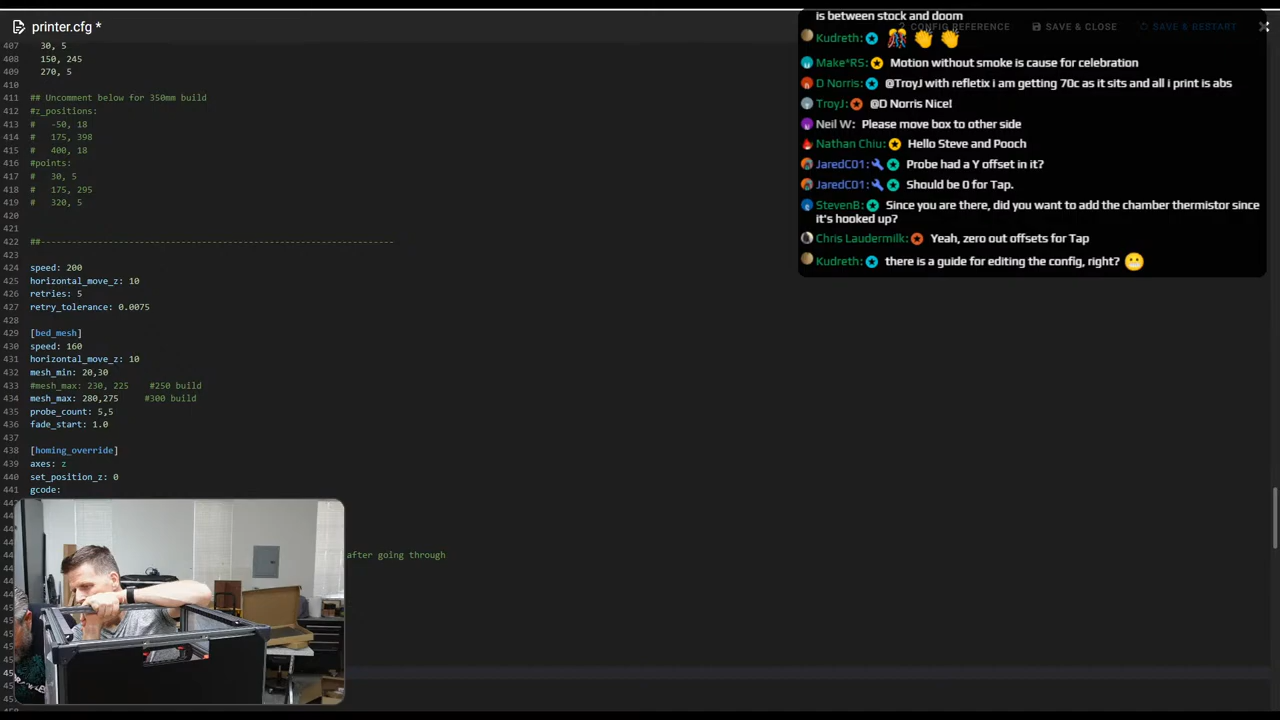 printer.cfg *
CONFIG REFERENCE
SAVE & CLOSE
SAVE & RESTART
407 30, 5
408 150, 245
409 270, 5
410
411 ## Uncomment below for 350mm build
412 #z_positions:
413 # -50, 18
414 # 175, 398
415 # 400, 18
416 #points:
417 # 30, 5
418 # 175, 295
419 # 320, 5
420
421
422 ##--------------------------------------------------------------------
423
424 speed: 200
425 horizontal_move_z: 10
426 retries: 5
427 retry_tolerance: 0.0075
428
429 [bed_mesh]
430 speed: 160
431 horizontal_move_z: 10
432 mesh_min: 20,30
433 #mesh_max: 230, 225 #250 build
434 mesh_max: 280,275 #300 build
435 probe_count: 5,5
436 fade_start: 1.0
437
438 [homing_override]
439 axes: z
440 set_position_z: 0
441 gcode:
after going through
is between stock and doom
Kudreth: 🎊 👏 👏
Make*RS: Motion without smoke is cause for celebration
D Norris: @TroyJ with refletix i am getting 70c as it sits and all i print is abs
TroyJ: @D Norris Nice!
Neil W: Please move box to other side
Nathan Chiu: Hello Steve and Pooch
JaredC01: Probe had a Y offset in it?
JaredC01: Should be 0 for Tap.
StevenB: Since you are there, did you want to add the chamber thermistor since
it's hooked up?
Chris Laudermilk: Yeah, zero out offsets for Tap
Kudreth: there is a guide for editing the config, right? 😬